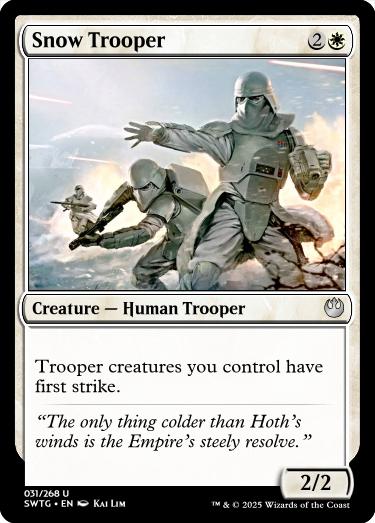 Snow Trooper 2
Creature — Human Trooper
Trooper creatures you control have
first strike.
“The only thing colder than Hoth’s
winds is the Empire’s steely resolve.”
2/2
031/268 U
SWTG • EN Kai Lim
™ & © 2025 Wizards of the Coast